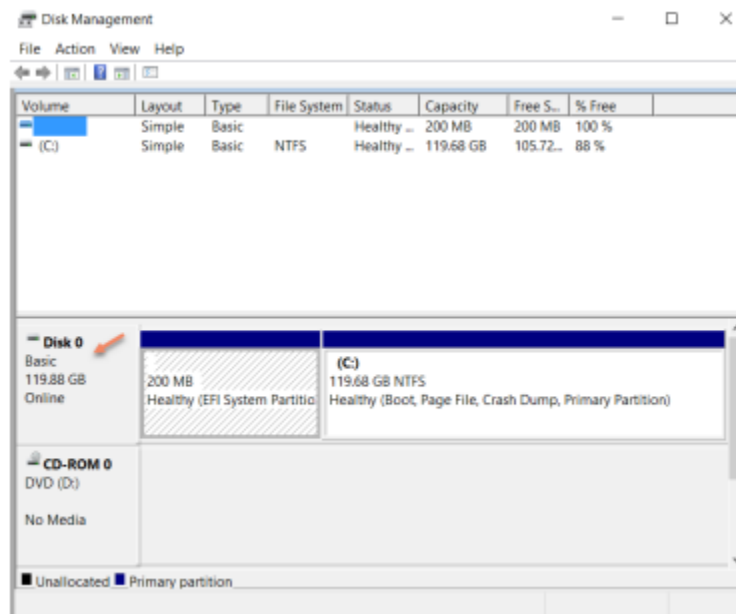 Disk Management
File Action View Help
Volume Layout Type File System Status Capacity Free S... % Free
Simple Basic Healthy ... 200 MB 200 MB 100 %
(C:) Simple Basic NTFS Healthy ... 119.68 GB 105.72... 88 %
Disk 0
Basic
119.88 GB
Online
200 MB
Healthy (EFI System Partitio
(C:)
119.68 GB NTFS
Healthy (Boot, Page File, Crash Dump, Primary Partition)
CD-ROM 0
DVD (D:)
No Media
Unallocated Primary partition